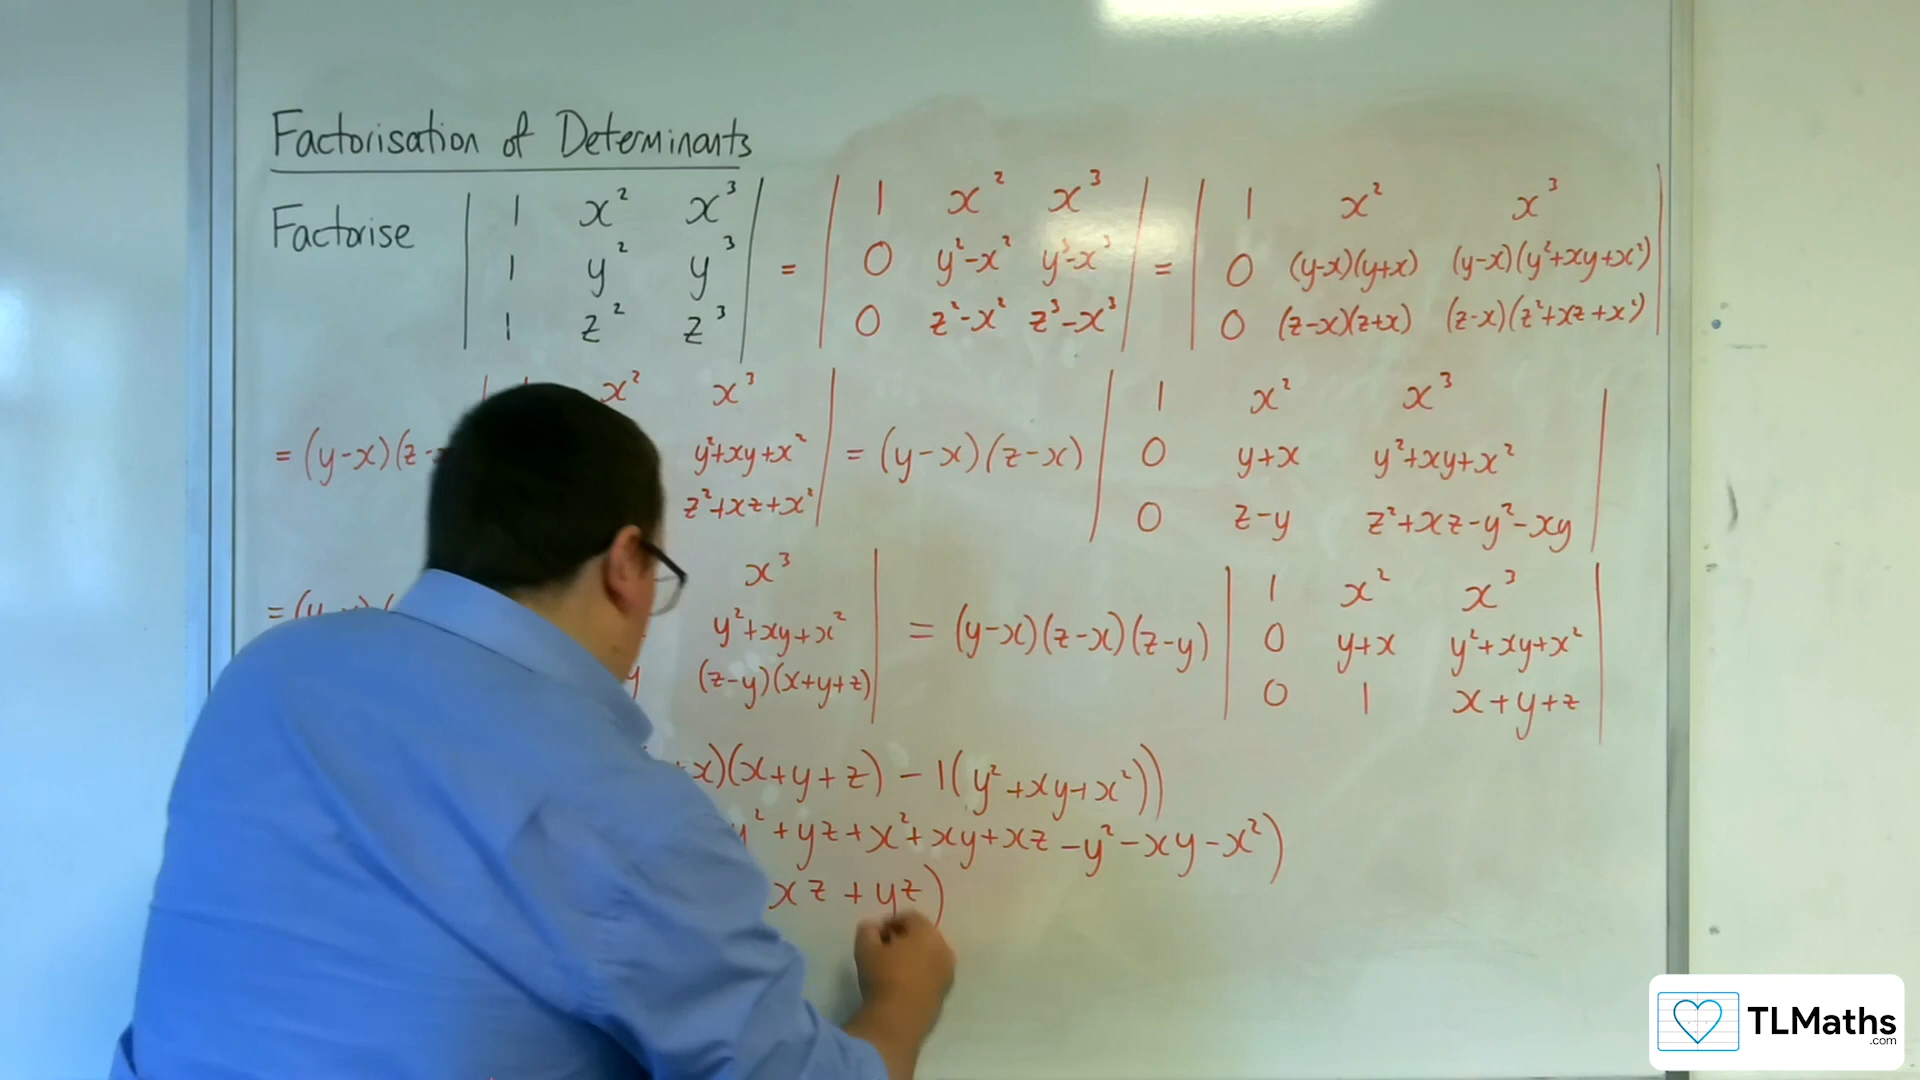 Factorisation of Determinants
Factorise | 1 x² x³ | = | 1 x² x³ | = | 1 x² x³ |
| 1 y² y³ | | 0 y²-x² y³-x³ | | 0 (y-x)(y+x) (y-x)(y²+xy+x²) |
| 1 z² z³ | | 0 z²-x² z³-x³ | | 0 (z-x)(z+x) (z-x)(z²+xz+x²) |
x² x³ | | 1 x² x³ |
= (y-x)(z- y²+xy+x² | = (y-x)(z-x) | 0 y+x y²+xy+x² |
z²+xz+x² | | 0 z-y z²+xz-y²-xy |
x³ | | 1 x² x³ |
= ( y²+xy+x² | = (y-x)(z-x)(z-y) | 0 y+x y²+xy+x² |
y (z-y)(x+y+z) | | 0 1 x+y+z |
x)(x+y+z) - 1(y²+xy+x²))
y²+yz+x²+xy+xz-y²-xy-x²)
xz+yz)
TLMaths
.com